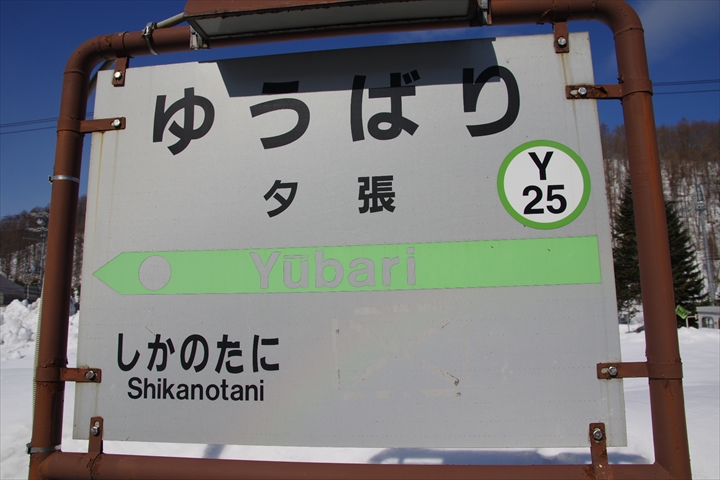 ゆうばり
夕張
Y
25
Yūbari
しかのたに
Shikanotani